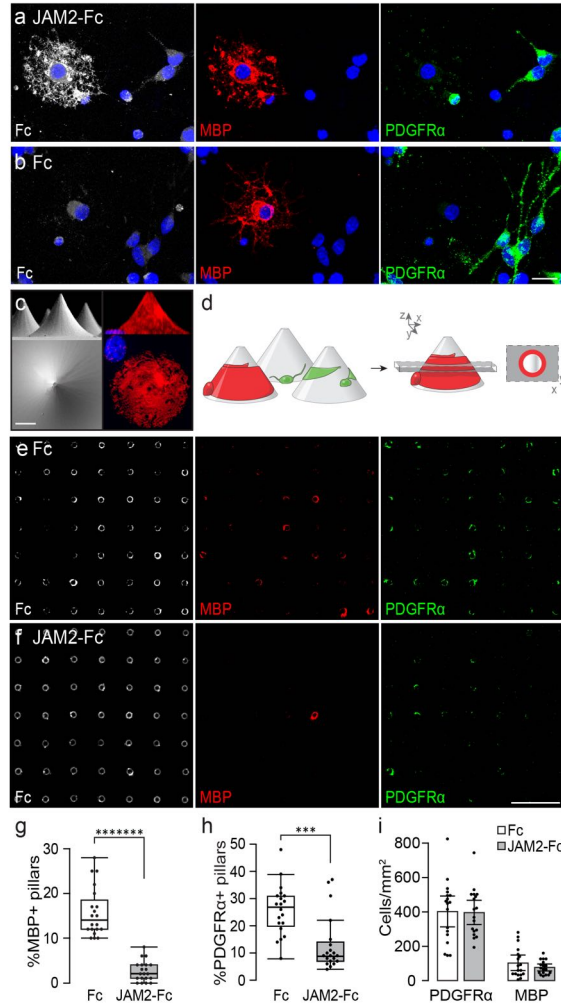 a JAM2-Fc
Fc
MBP
PDGFRα
b Fc
Fc
MBP
PDGFRα
c
d
z
x
y
x
e Fc
Fc
MBP
PDGFRα
f JAM2-Fc
Fc
MBP
PDGFRα
g
*******
30
20
10
0
%MBP+ pillars
Fc
JAM2-Fc
h
***
50
40
30
20
10
0
%PDGFRα+ pillars
Fc
JAM2-Fc
i
Fc
JAM2-Fc
800
600
400
200
0
Cells/mm²
PDGFRα
MBP